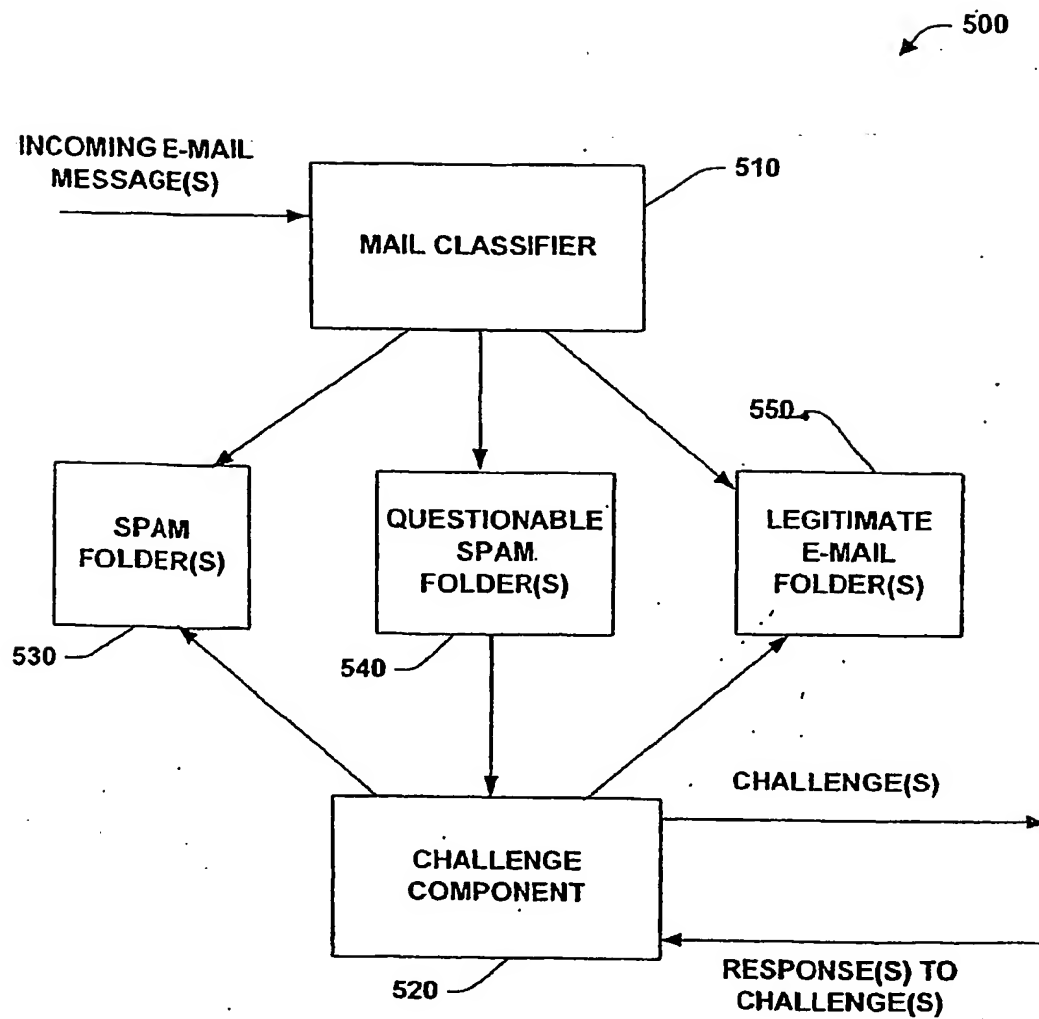 500
INCOMING E-MAIL
MESSAGE(S)
510
MAIL CLASSIFIER
550
SPAM
FOLDER(S)
QUESTIONABLE
SPAM
FOLDER(S)
LEGITIMATE
E-MAIL
FOLDER(S)
530
540
CHALLENGE(S)
CHALLENGE
COMPONENT
520
RESPONSE(S) TO
CHALLENGE(S)